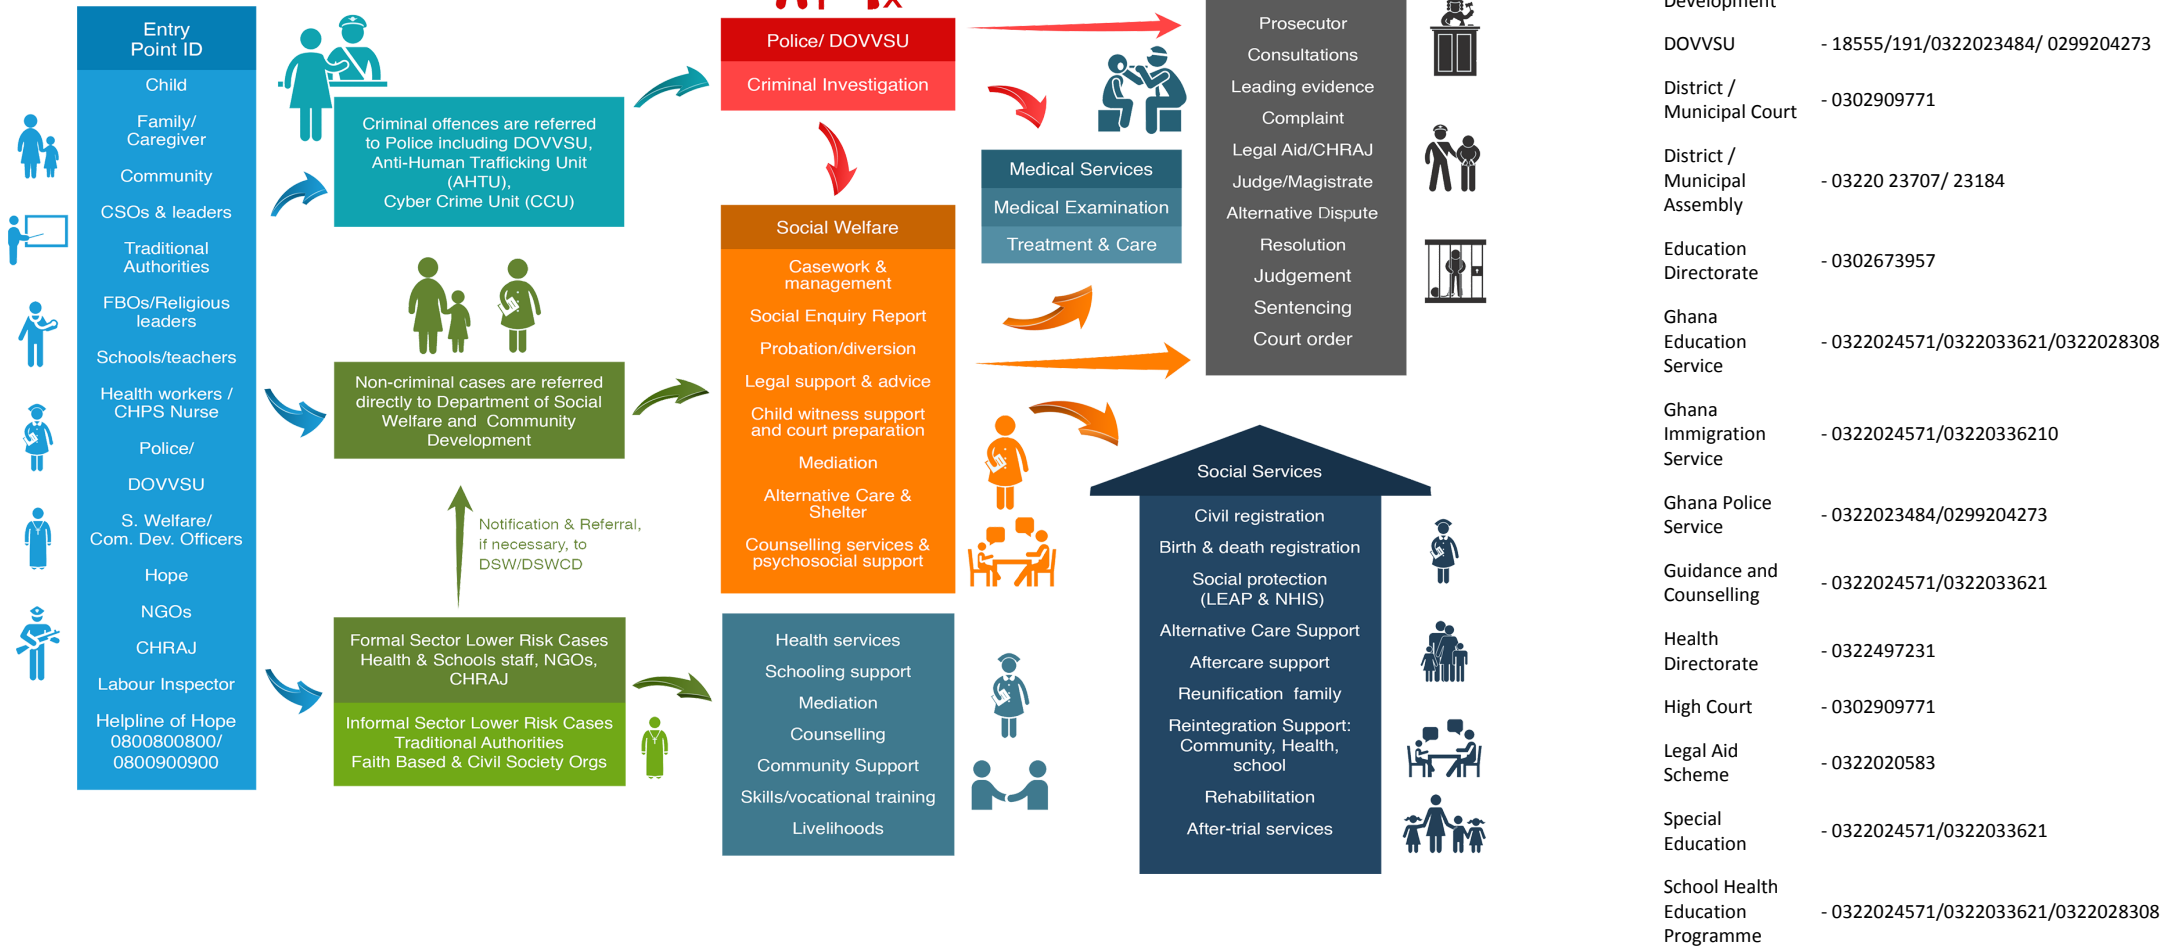 Entry
Point ID
Child
Family/
Caregiver
Community
CSOs & leaders
Traditional
Authorities
FBOs/Religious
leaders
Schools/teachers
Health workers /
CHPS Nurse
Police/
DOVVSU
S. Welfare/
Com. Dev. Officers
Hope
NGOs
CHRAJ
Labour Inspector
Helpline of Hope
0800800800/
0800900900
Criminal offences are referred
to Police including DOVVSU,
Anti-Human Trafficking Unit
(AHTU),
Cyber Crime Unit (CCU)
Non-criminal cases are referred
directly to Department of Social
Welfare and Community
Development
Notification & Referral,
if necessary, to
DSW/DSWCD
Formal Sector Lower Risk Cases
Health & Schools staff, NGOs,
CHRAJ
Informal Sector Lower Risk Cases
Traditional Authorities
Faith Based & Civil Society Orgs
Police/ DOVVSU
Criminal Investigation
Social Welfare
Casework &
management
Social Enquiry Report
Probation/diversion
Legal support & advice
Child witness support
and court preparation
Mediation
Alternative Care &
Shelter
Counselling services &
psychosocial support
Health services
Schooling support
Mediation
Counselling
Community Support
Skills/vocational training
Livelihoods
Medical Services
Medical Examination
Treatment & Care
Prosecutor
Consultations
Leading evidence
Complaint
Legal Aid/CHRAJ
Judge/Magistrate
Alternative Dispute
Resolution
Judgement
Sentencing
Court order
Social Services
Civil registration
Birth & death registration
Social protection
(LEAP & NHIS)
Alternative Care Support
Aftercare support
Reunification family
Reintegration Support:
Community, Health,
school
Rehabilitation
After-trial services
Development
DOVVSU - 18555/191/0322023484/ 0299204273
District /
Municipal Court - 0302909771
District /
Municipal - 03220 23707/ 23184
Assembly
Education
Directorate - 0302673957
Ghana
Education - 0322024571/0322033621/0322028308
Service
Ghana
Immigration - 0322024571/03220336210
Service
Ghana Police
Service - 0322023484/0299204273
Guidance and
Counselling - 0322024571/0322033621
Health
Directorate - 0322497231
High Court - 0302909771
Legal Aid
Scheme - 0322020583
Special
Education - 0322024571/0322033621
School Health
Education - 0322024571/0322033621/0322028308
Programme